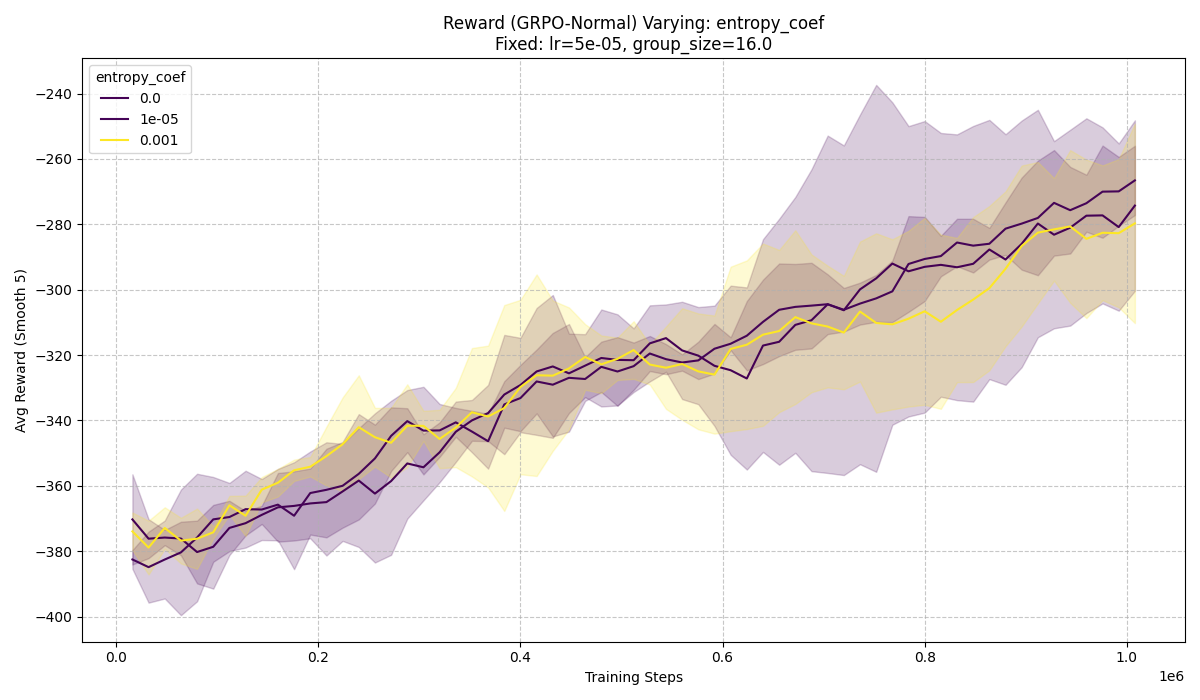 Reward (GRPO-Normal) Varying: entropy_coef
Fixed: lr=5e-05, group_size=16.0
entropy_coef
0.0
1e-05
0.001
Avg Reward (Smooth 5)
−240
−260
−280
−300
−320
−340
−360
−380
−400
0.0 0.2 0.4 0.6 0.8 1.0
1e6
Training Steps